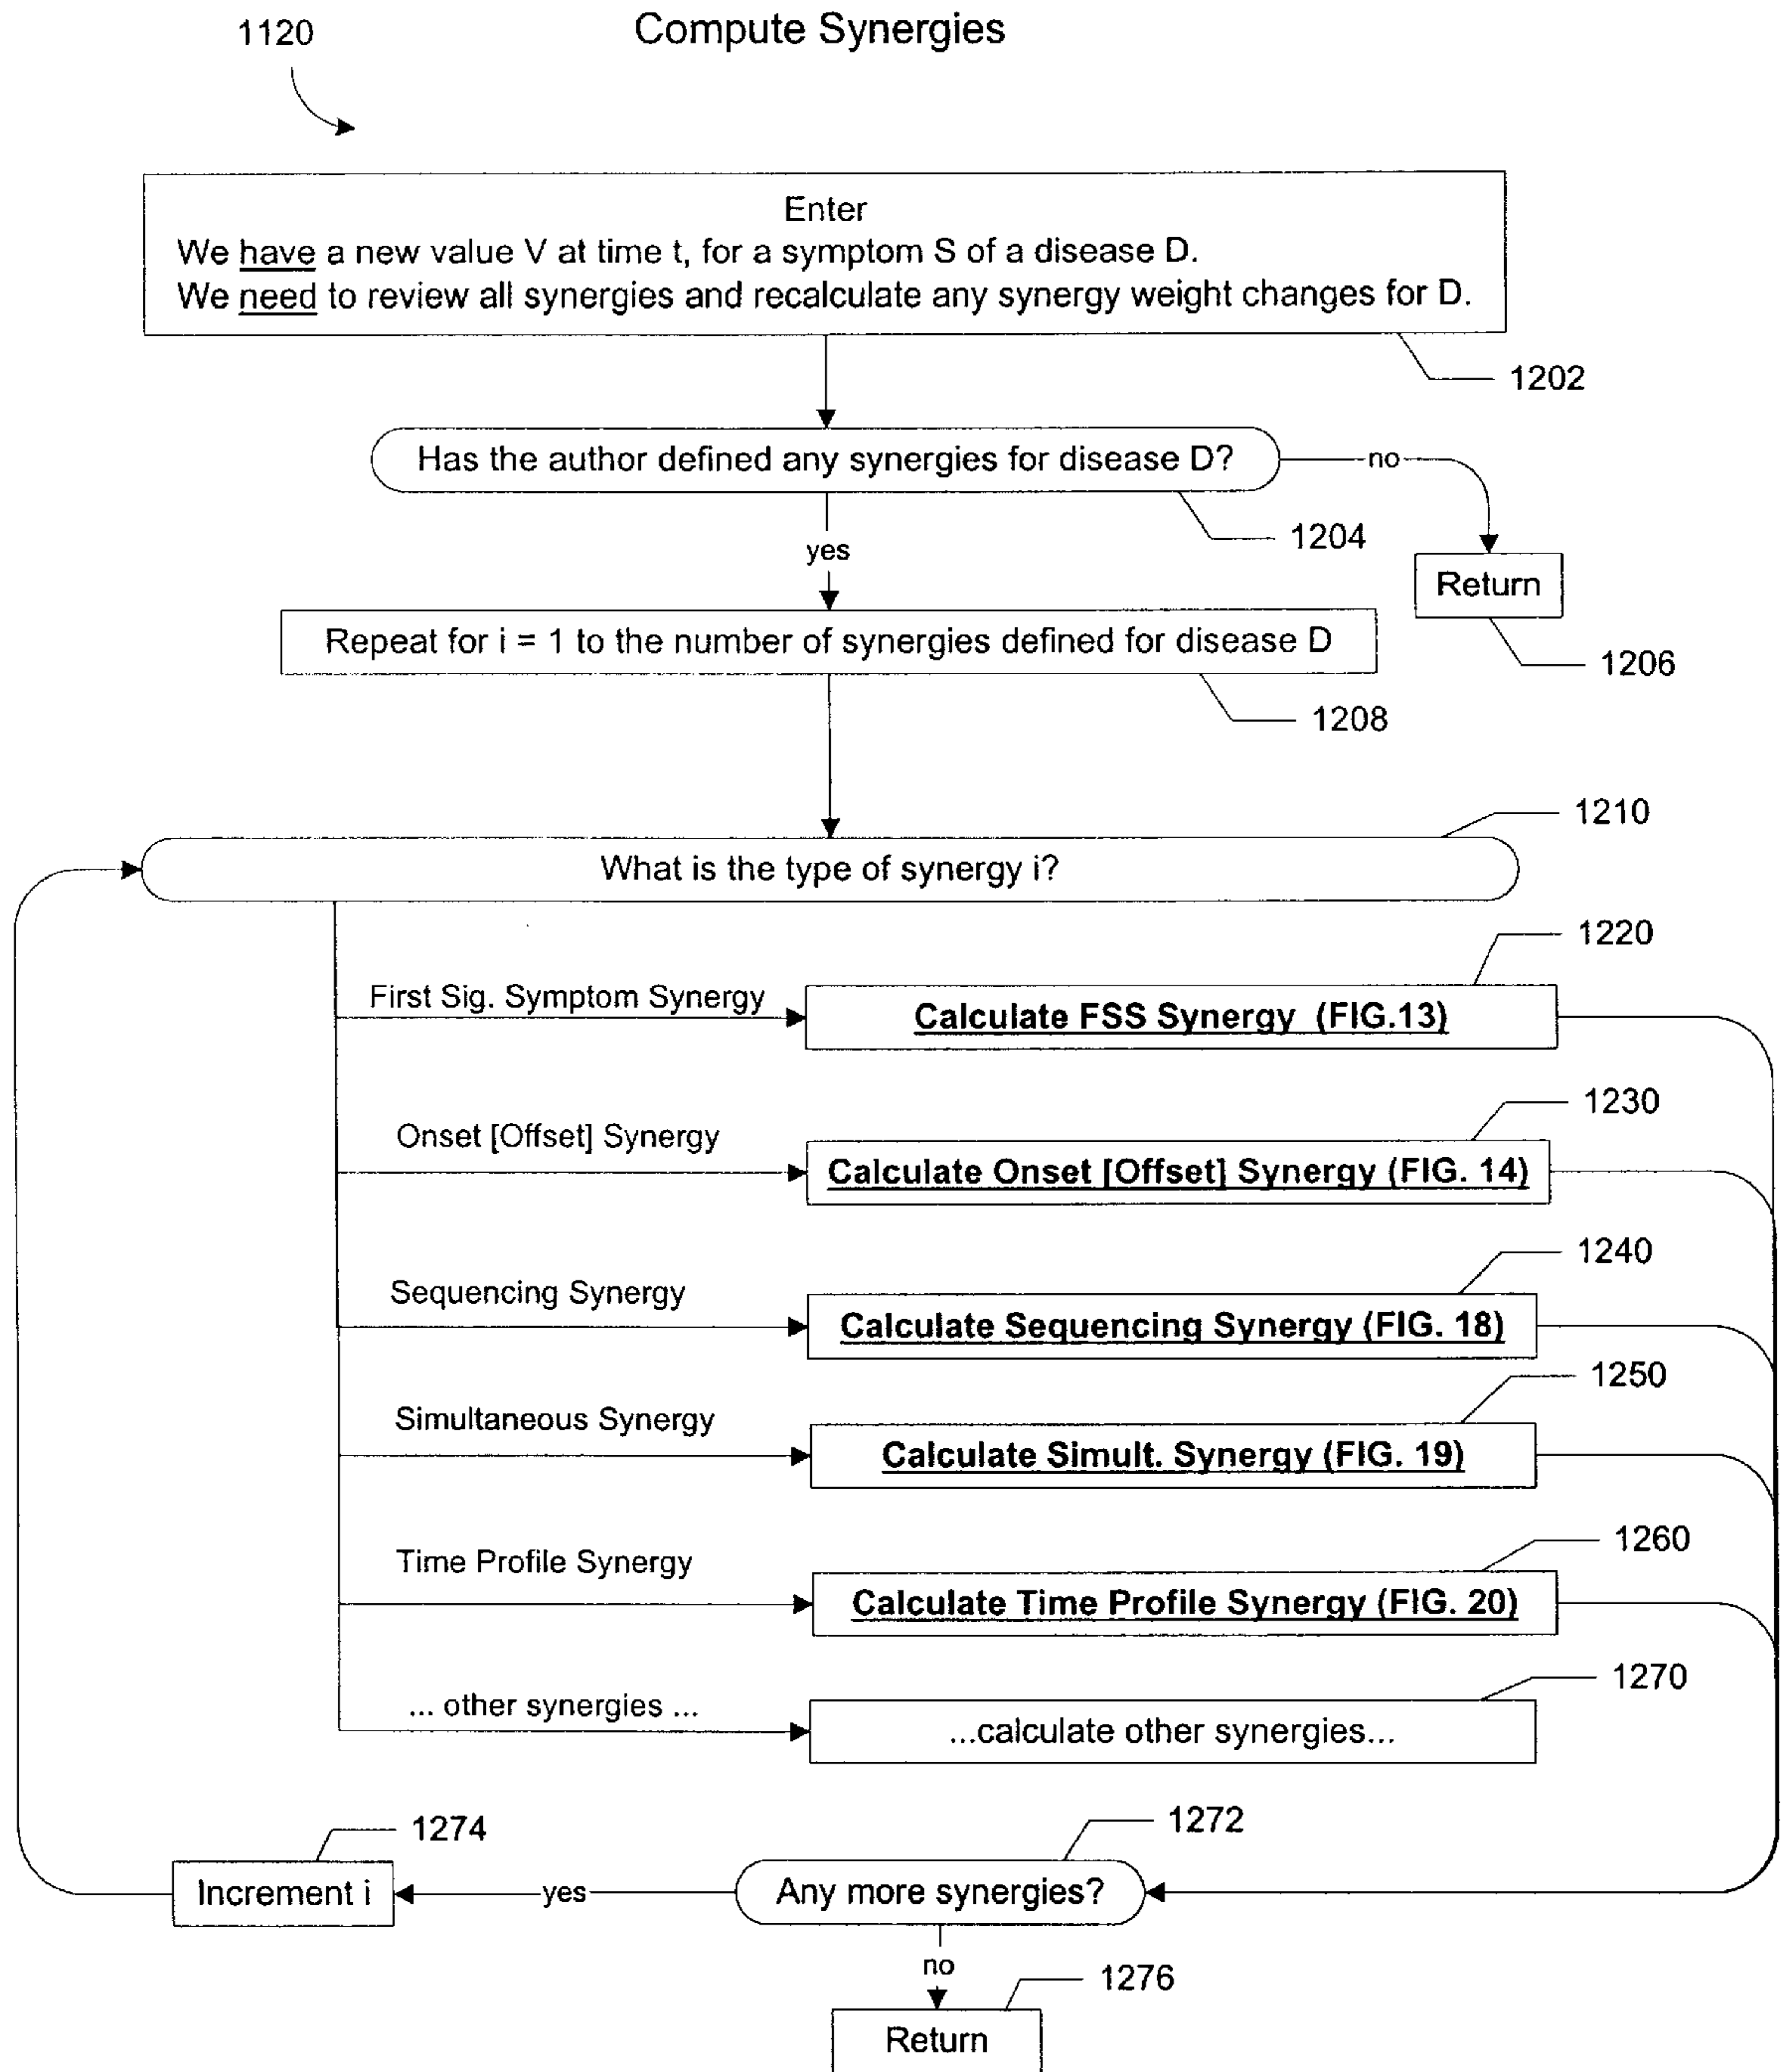 1120
Compute Synergies
Enter
We have a new value V at time t, for a symptom S of a disease D.
We need to review all synergies and recalculate any synergy weight changes for D.
1202
Has the author defined any synergies for disease D?
no
1204
yes
Return
1206
Repeat for i = 1 to the number of synergies defined for disease D
1208
1210
What is the type of synergy i?
1220
First Sig. Symptom Synergy
Calculate FSS Synergy (FIG.13)
1230
Onset [Offset] Synergy
Calculate Onset [Offset] Synergy (FIG. 14)
1240
Sequencing Synergy
Calculate Sequencing Synergy (FIG. 18)
1250
Simultaneous Synergy
Calculate Simult. Synergy (FIG. 19)
1260
Time Profile Synergy
Calculate Time Profile Synergy (FIG. 20)
1270
... other synergies ...
...calculate other synergies...
1274
1272
Increment i
yes
Any more synergies?
no
1276
Return